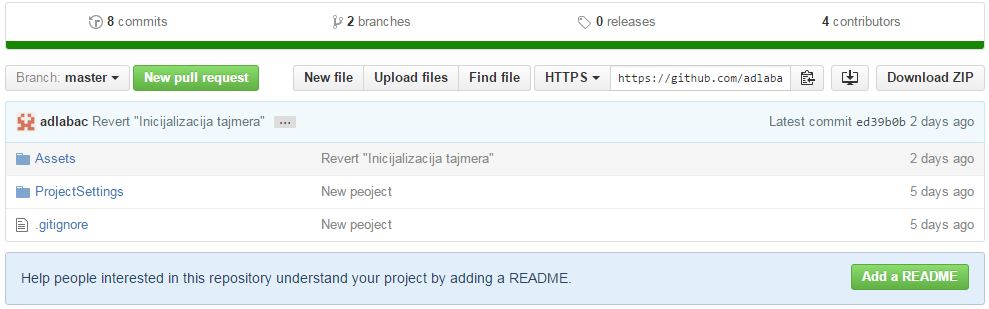 8 commits 2 branches 0 releases 4 contributors
Branch: master New pull request New file Upload files Find file HTTPS https://github.com/adlaba Download ZIP
adlabac Revert "Inicijalizacija tajmera" ... Latest commit ed39b0b 2 days ago
Assets Revert "Inicijalizacija tajmera" 2 days ago
ProjectSettings New peoject 5 days ago
.gitignore New peoject 5 days ago
Help people interested in this repository understand your project by adding a README. Add a README